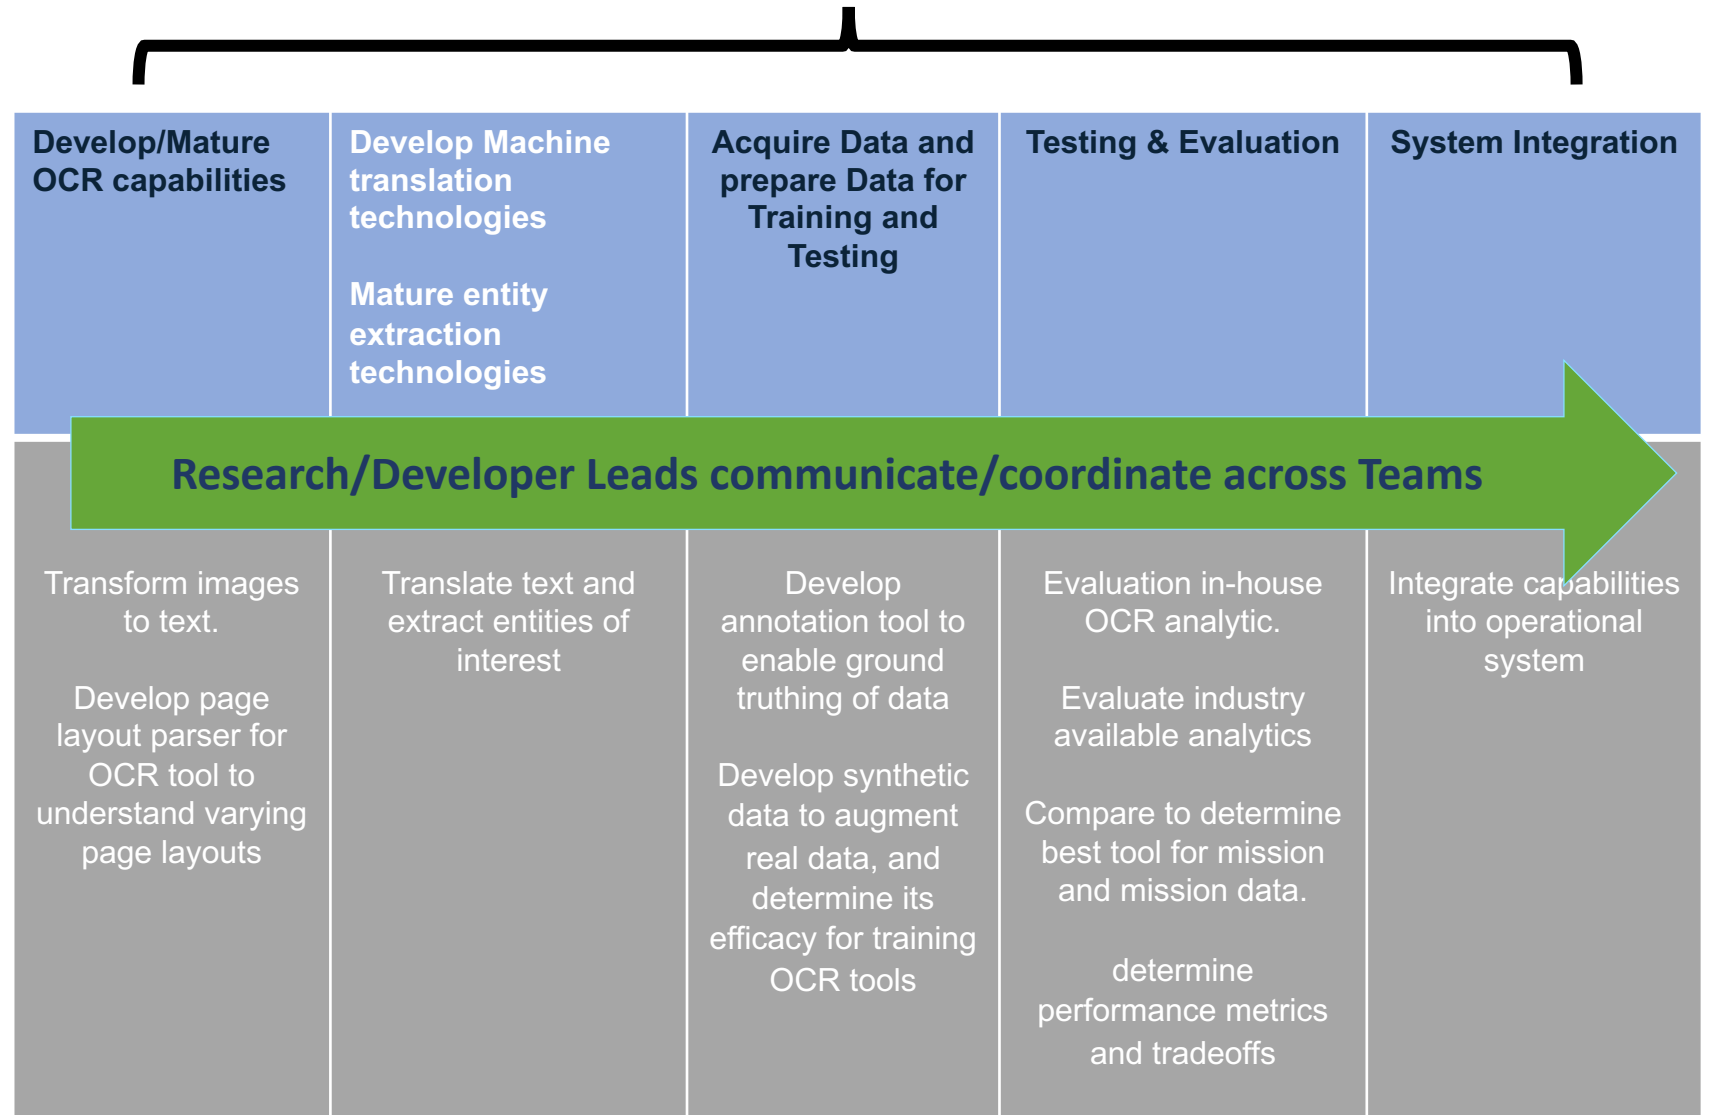 Develop/Mature
OCR capabilities
Develop Machine
translation
technologies
Mature entity
extraction
technologies
Acquire Data and
prepare Data for
Training and
Testing
Testing & Evaluation
System Integration
Research/Developer Leads communicate/coordinate across Teams
Transform images
to text.
Develop page
layout parser for
OCR tool to
understand varying
page layouts
Translate text and
extract entities of
interest
Develop
annotation tool to
enable ground
truthing of data
Develop synthetic
data to augment
real data, and
determine its
efficacy for training
OCR tools
Evaluation in-house
OCR analytic.
Evaluate industry
available analytics
Compare to determine
best tool for mission
and mission data.
determine
performance metrics
and tradeoffs
Integrate capabilities
into operational
system